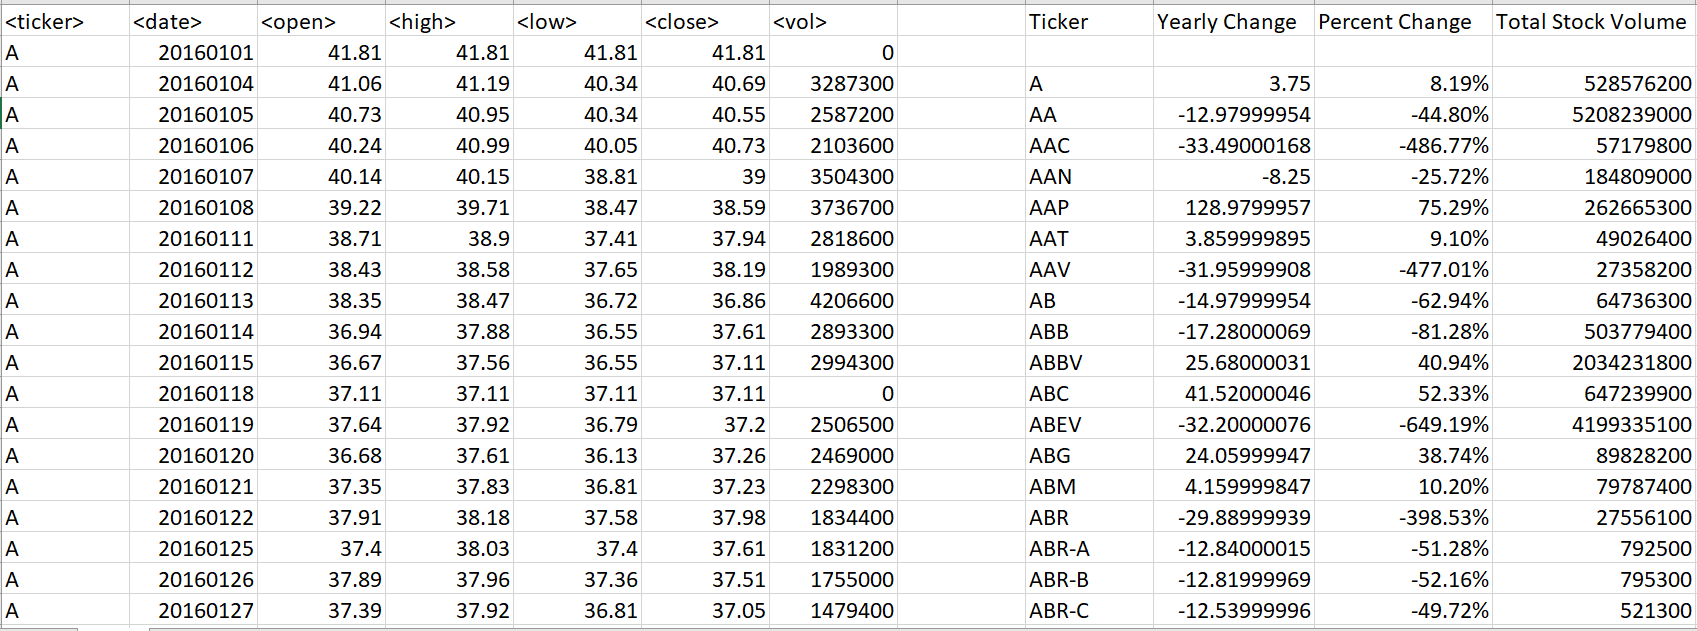 <ticker> <date> <open> <high> <low> <close> <vol> Ticker Yearly Change Percent Change Total Stock Volume
A 20160101 41.81 41.81 41.81 41.81 0
A 20160104 41.06 41.19 40.34 40.69 3287300 A 3.75 8.19% 528576200
A 20160105 40.73 40.95 40.34 40.55 2587200 AA -12.97999954 -44.80% 5208239000
A 20160106 40.24 40.99 40.05 40.73 2103600 AAC -33.49000168 -486.77% 57179800
A 20160107 40.14 40.15 38.81 39 3504300 AAN -8.25 -25.72% 184809000
A 20160108 39.22 39.71 38.47 38.59 3736700 AAP 128.9799957 75.29% 262665300
A 20160111 38.71 38.9 37.41 37.94 2818600 AAT 3.859999895 9.10% 49026400
A 20160112 38.43 38.58 37.65 38.19 1989300 AAV -31.95999908 -477.01% 27358200
A 20160113 38.35 38.47 36.72 36.86 4206600 AB -14.97999954 -62.94% 64736300
A 20160114 36.94 37.88 36.55 37.61 2893300 ABB -17.28000069 -81.28% 503779400
A 20160115 36.67 37.56 36.55 37.11 2994300 ABBV 25.68000031 40.94% 2034231800
A 20160118 37.11 37.11 37.11 37.11 0 ABC 41.52000046 52.33% 647239900
A 20160119 37.64 37.92 36.79 37.2 2506500 ABEV -32.20000076 -649.19% 4199335100
A 20160120 36.68 37.61 36.13 37.26 2469000 ABG 24.05999947 38.74% 89828200
A 20160121 37.35 37.83 36.81 37.23 2298300 ABM 4.159999847 10.20% 79787400
A 20160122 37.91 38.18 37.58 37.98 1834400 ABR -29.88999939 -398.53% 27556100
A 20160125 37.4 38.03 37.4 37.61 1831200 ABR-A -12.84000015 -51.28% 792500
A 20160126 37.89 37.96 37.36 37.51 1755000 ABR-B -12.81999969 -52.16% 795300
A 20160127 37.39 37.92 36.81 37.05 1479400 ABR-C -12.53999996 -49.72% 521300